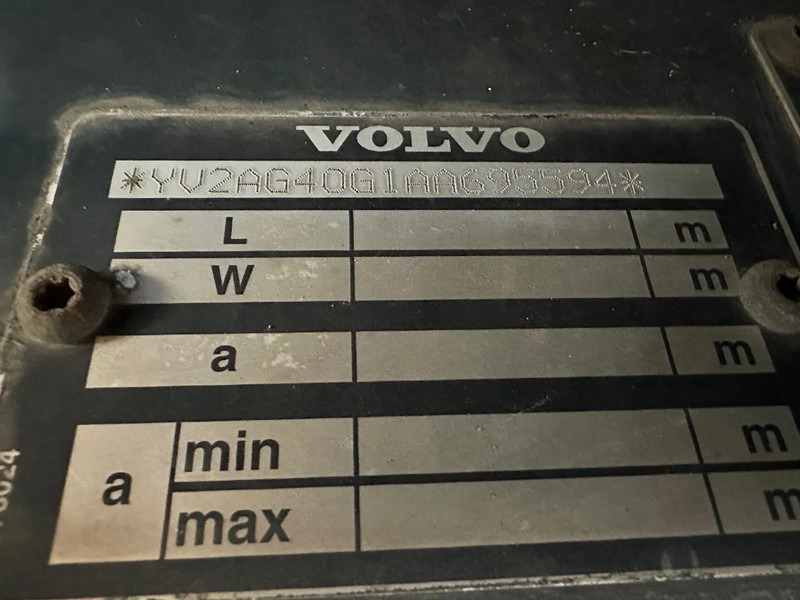 VOLVO
*YV2AG40G1AA695594*
L m
W m
a m
a min m
max m